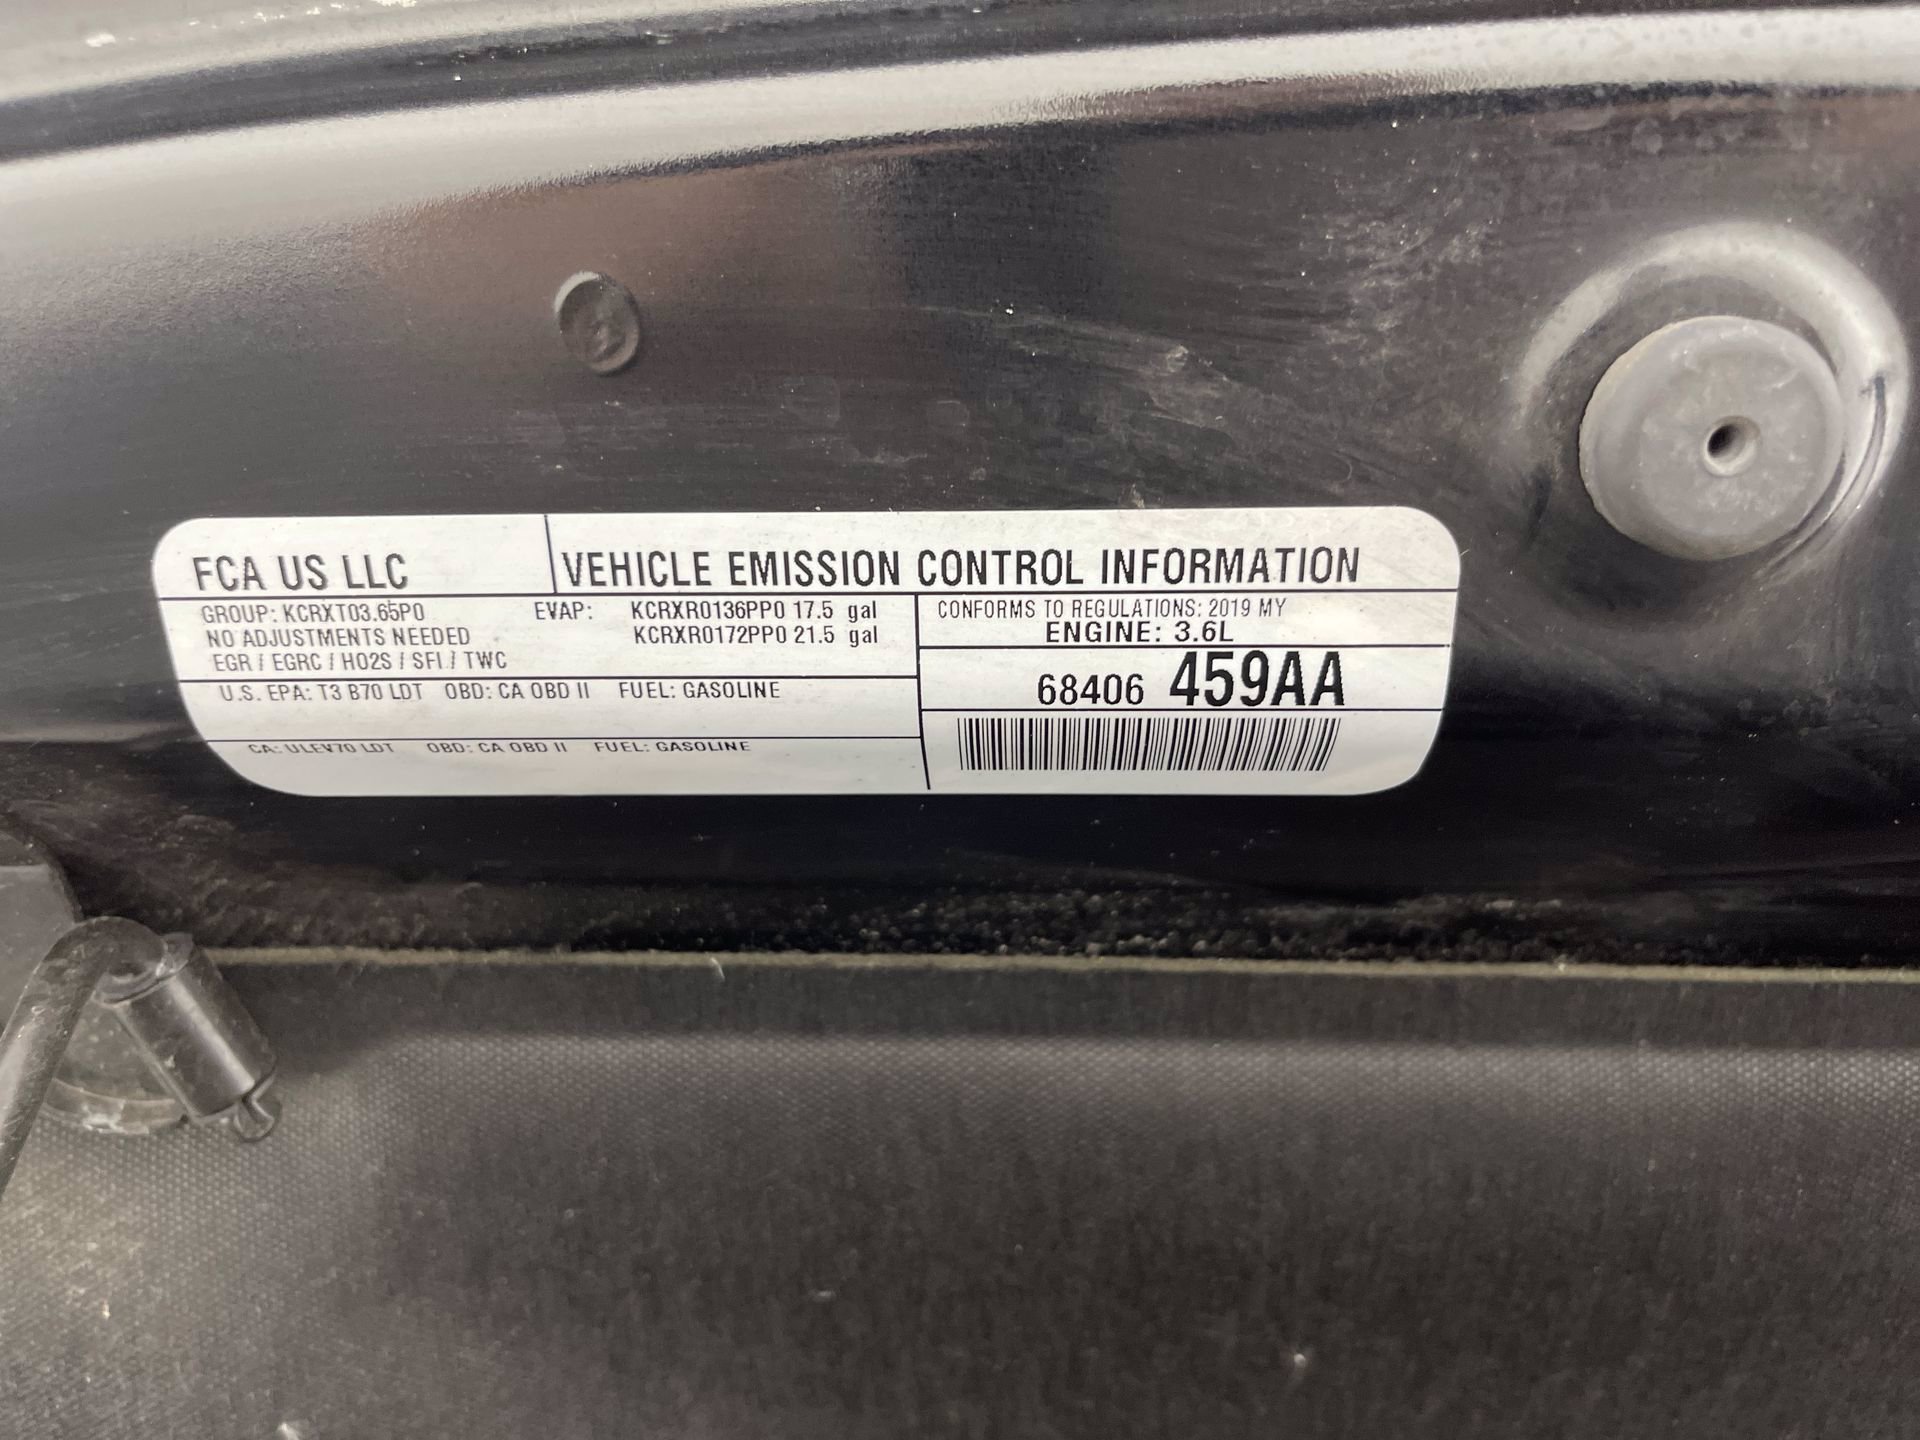 FCA US LLC
VEHICLE EMISSION CONTROL INFORMATION
GROUP: KCRXT03.65P0 EVAP: KCRXR0136PP0 17.5 gal
NO ADJUSTMENTS NEEDED KCRXR0172PP0 21.5 gal
EGR / EGRC / HO2S / SFI / TWC
U.S. EPA: T3 B70 LDT OBD: CA OBD II FUEL: GASOLINE
CA: ULEV70 LDT OBD: CA OBD II FUEL: GASOLINE
CONFORMS TO REGULATIONS: 2019 MY
ENGINE: 3.6L
68406 459AA